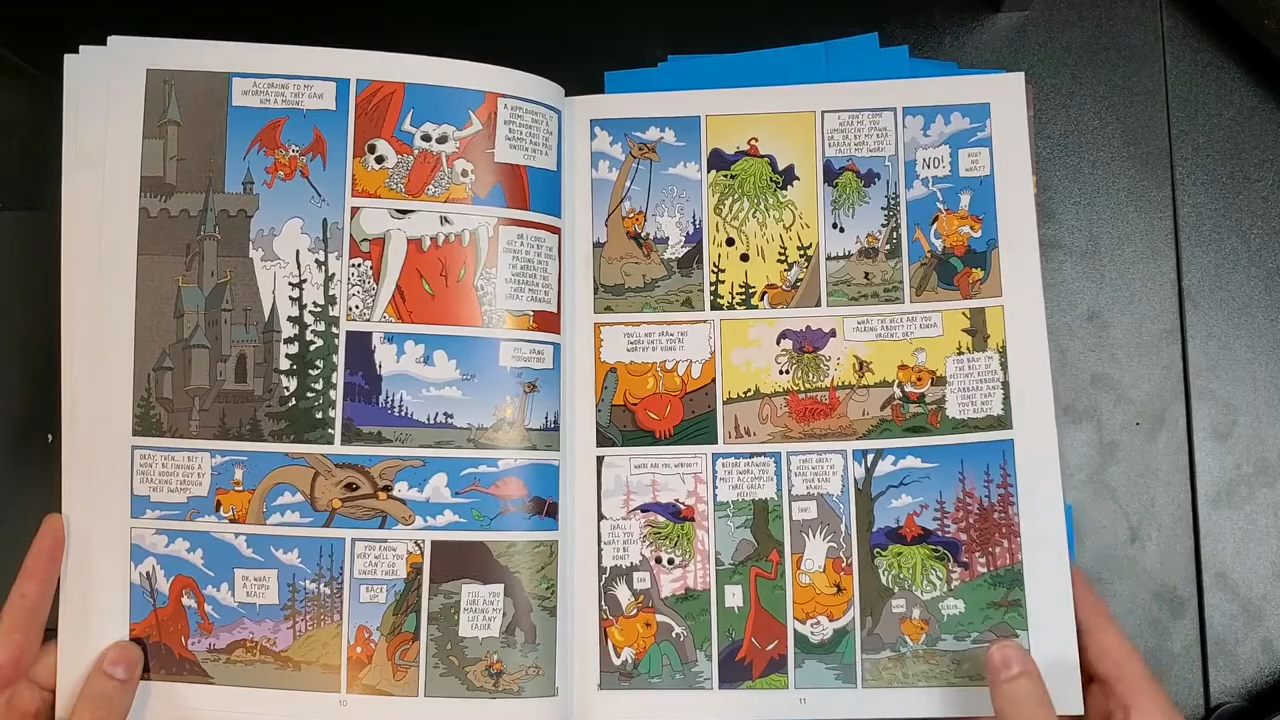 ACCORDING TO MY
INFORMATION, THEY GAVE
HIM A MOUNT.
A HIPPLODONTUS, IT
SEEMS... ONLY A
HIPPLODONTUS CAN
BOTH CROSS THE
SWAMPS AND PASS
UNSEEN INTO A
CITY.
OR I COULD
GET A FIX BY THE
SOUNDS OF THE SOULS
PASSING INTO
THE HEREAFTER...
WHEREVER THIS
BARBARIAN GOES,
THERE MUST BE
GREAT CARNAGE.
CLAP
CLAP
PFF... DANG
MOSQUITOES!
OKAY, THEN... I BET I
WON'T BE FINDING A
SINGLE HOODED GUY BY
SEARCHING THROUGH
THESE SWAMPS.
OH, WHAT
A STUPID
BEAST.
YOU KNOW
VERY WELL YOU
CAN'T GO
UNDER THERE.
BACK
UP!
TSSS... YOU
SURE AIN'T
MAKING MY
LIFE ANY
EASIER.
10
D... DON'T COME
NEAR ME, YOU
LUMINESCENT SPAWN...
OR... OR, BY MY BAR-
BARIAN WORD, YOU'LL
TASTE MY SWORD!
NO!
HUH?
NO
WHAT?
YOU'LL NOT DRAW THIS
SWORD UNTIL YOU'RE
WORTHY OF USING IT.
WHAT THE HECK ARE YOU
TALKING ABOUT? IT'S KINDA
URGENT, OK?
TOO BAD! I'M
THE BELT OF
DESTINY, KEEPER
OF ITS STUBBORN
SCABBARD AND
I SENSE THAT
YOU'RE NOT
YET READY.
WHERE ARE YOU, WEBFOOT?
SHALL I
TELL YOU
WHAT NEEDS
TO BE
DONE?
SHH
BEFORE DRAWING
THE SWORD, YOU
MUST ACCOMPLISH
THREE GREAT
DEEDS!!!
?
THREE GREAT
DEEDS WITH THE
BARE FINGERS OF
YOUR BARE
HANDS...
SHH!!
11